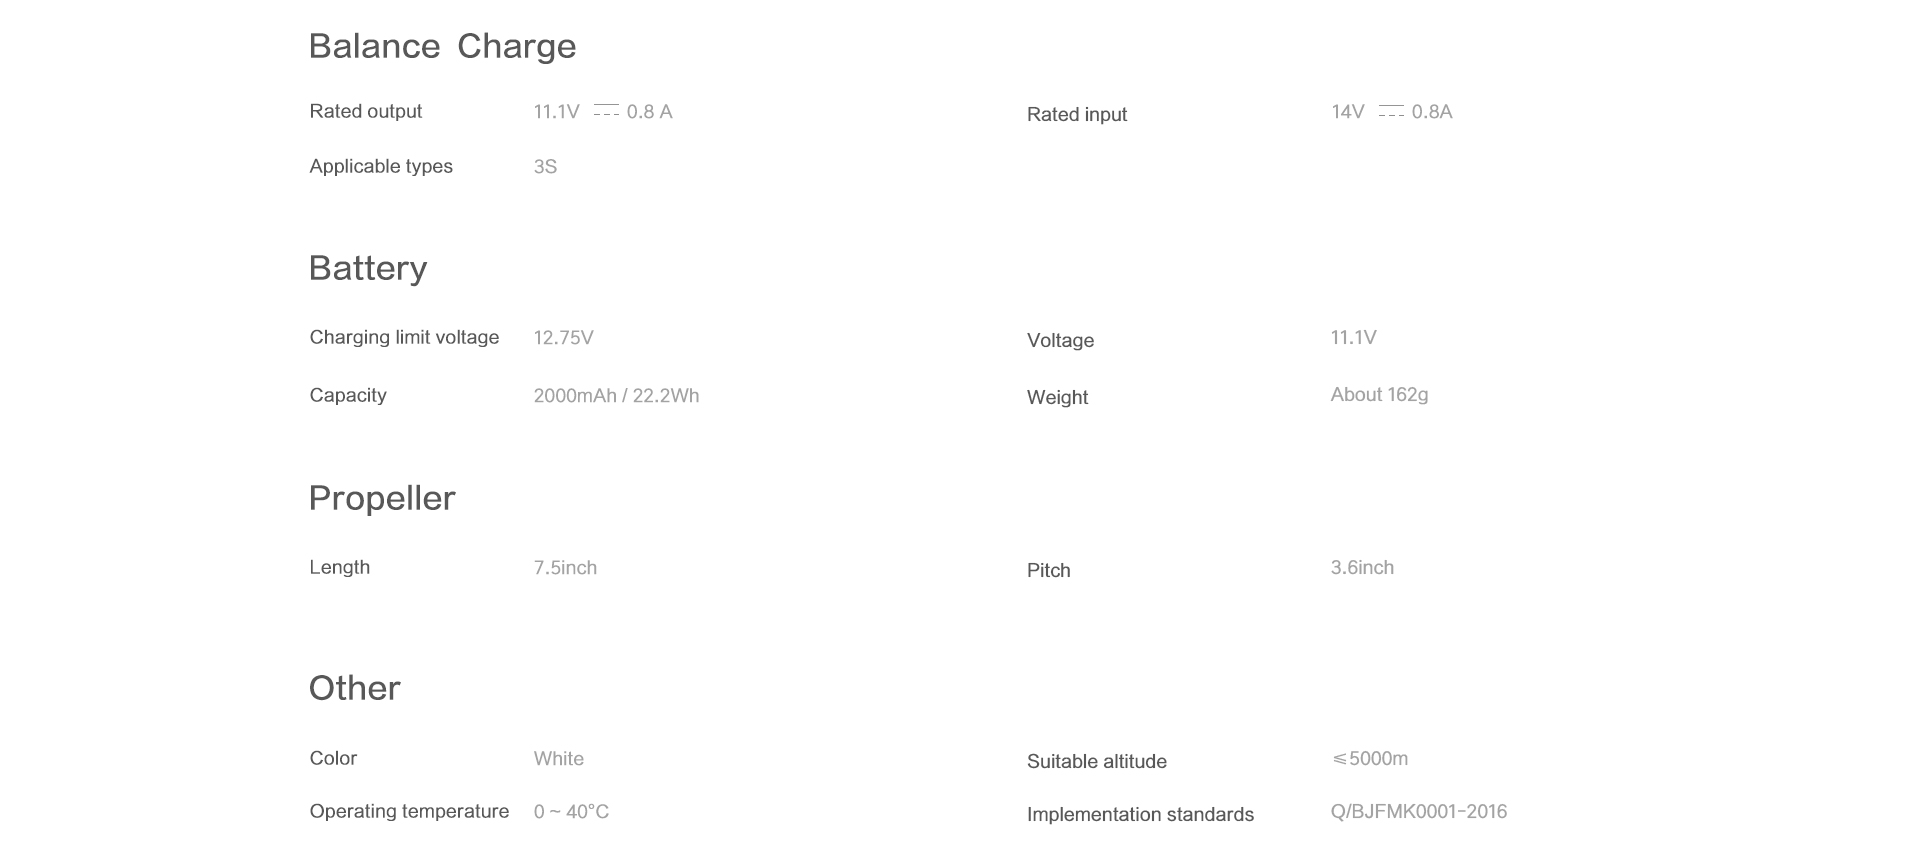 Balance Charge
Rated output 11.1V ⎓ 0.8 A Rated input 14V ⎓ 0.8A
Applicable types 3S
Battery
Charging limit voltage 12.75V Voltage 11.1V
Capacity 2000mAh / 22.2Wh Weight About 162g
Propeller
Length 7.5inch Pitch 3.6inch
Other
Color White Suitable altitude ⩽5000m
Operating temperature 0 ~ 40°C Implementation standards Q/BJFMK0001-2016